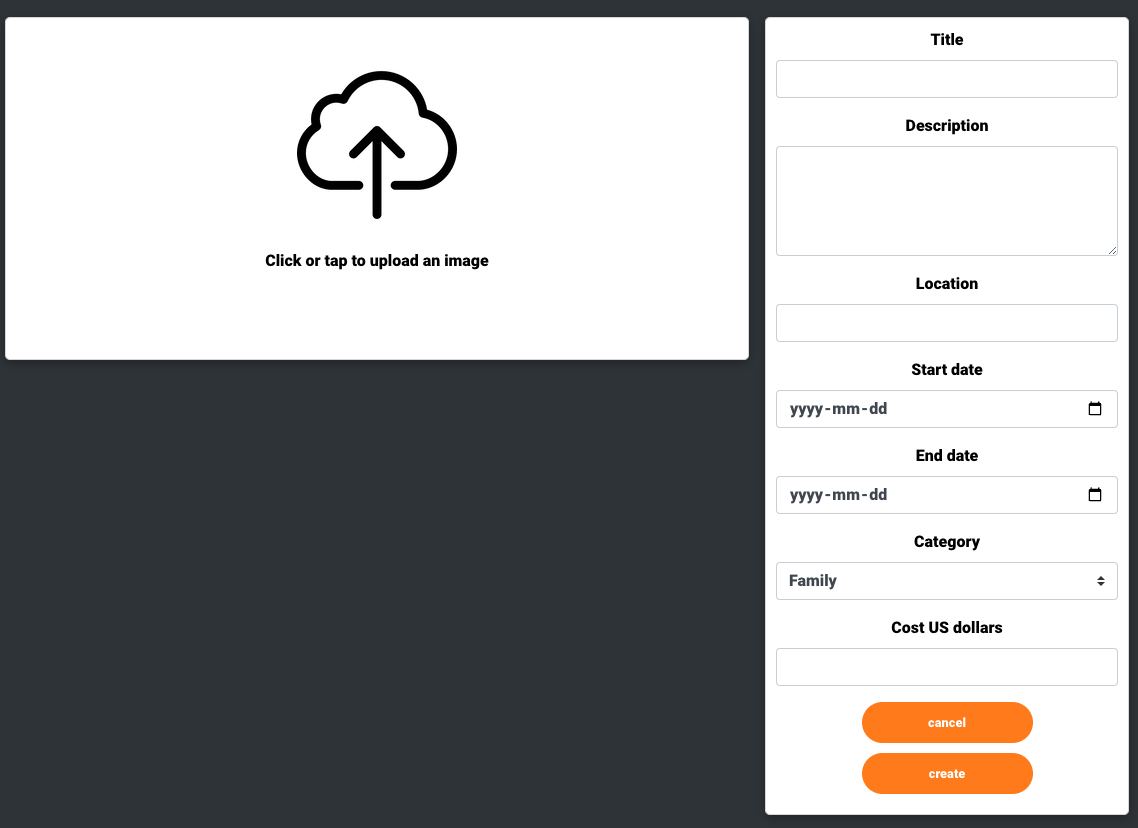 Click or tap to upload an image
Title
Description
Location
Start date
yyyy-mm-dd
End date
yyyy-mm-dd
Category
Family
Cost US dollars
cancel
create